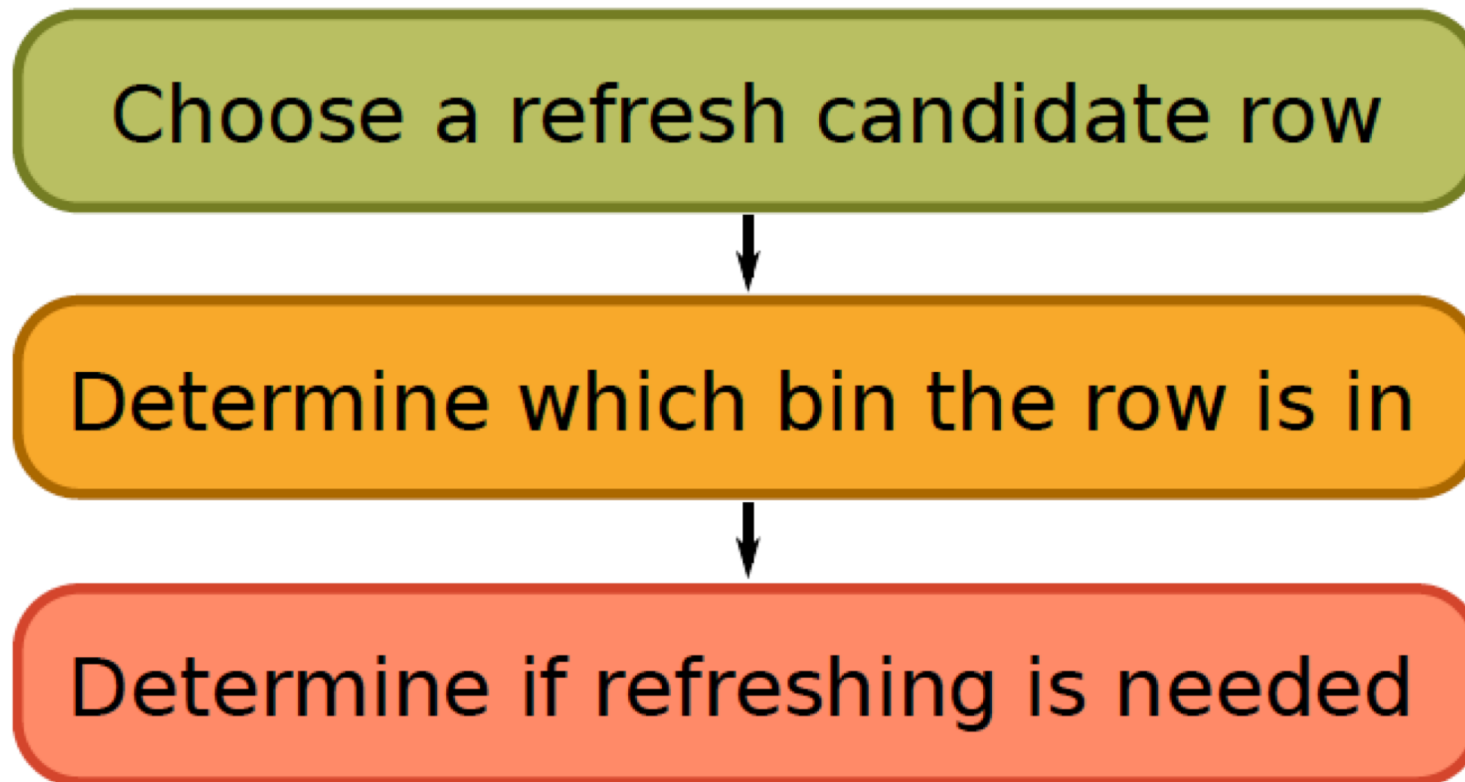 Choose a refresh candidate row
Determine which bin the row is in
Determine if refreshing is needed